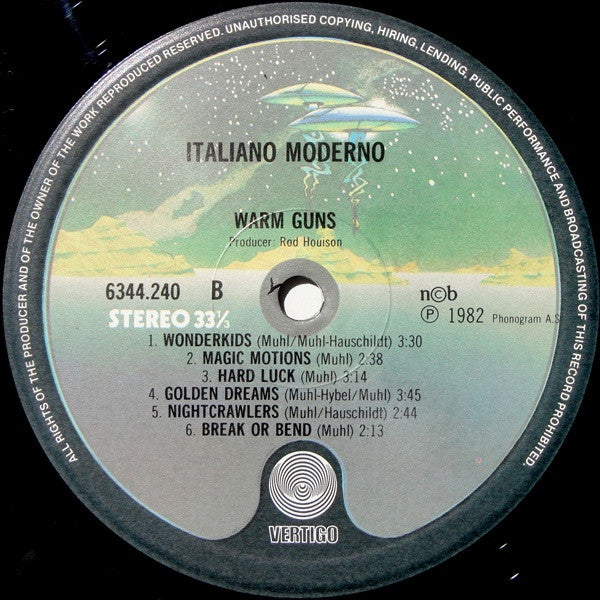 ALL RIGHTS OF THE PRODUCER AND OF THE OWNER OF THE WORK REPRODUCED RESERVED. UNAUTHORISED COPYING, HIRING, LENDING, PUBLIC PERFORMANCE AND BROADCASTING OF THIS RECORD PROHIBITED.
ITALIANO MODERNO
WARM GUNS
Producer: Rod Houison
6344.240 B
n©b
STEREO 33⅓
℗ 1982 Phonogram A.S.
1. WONDERKIDS (Muhl/Muhl-Hauschildt) 3:30
2. MAGIC MOTIONS (Muhl) 2:38
3. HARD LUCK (Muhl) 3:14
4. GOLDEN DREAMS (Muhl-Hybel/Muhl) 3:45
5. NIGHTCRAWLERS (Muhl/Hauschildt) 2:44
6. BREAK OR BEND (Muhl) 2:13
VERTIGO